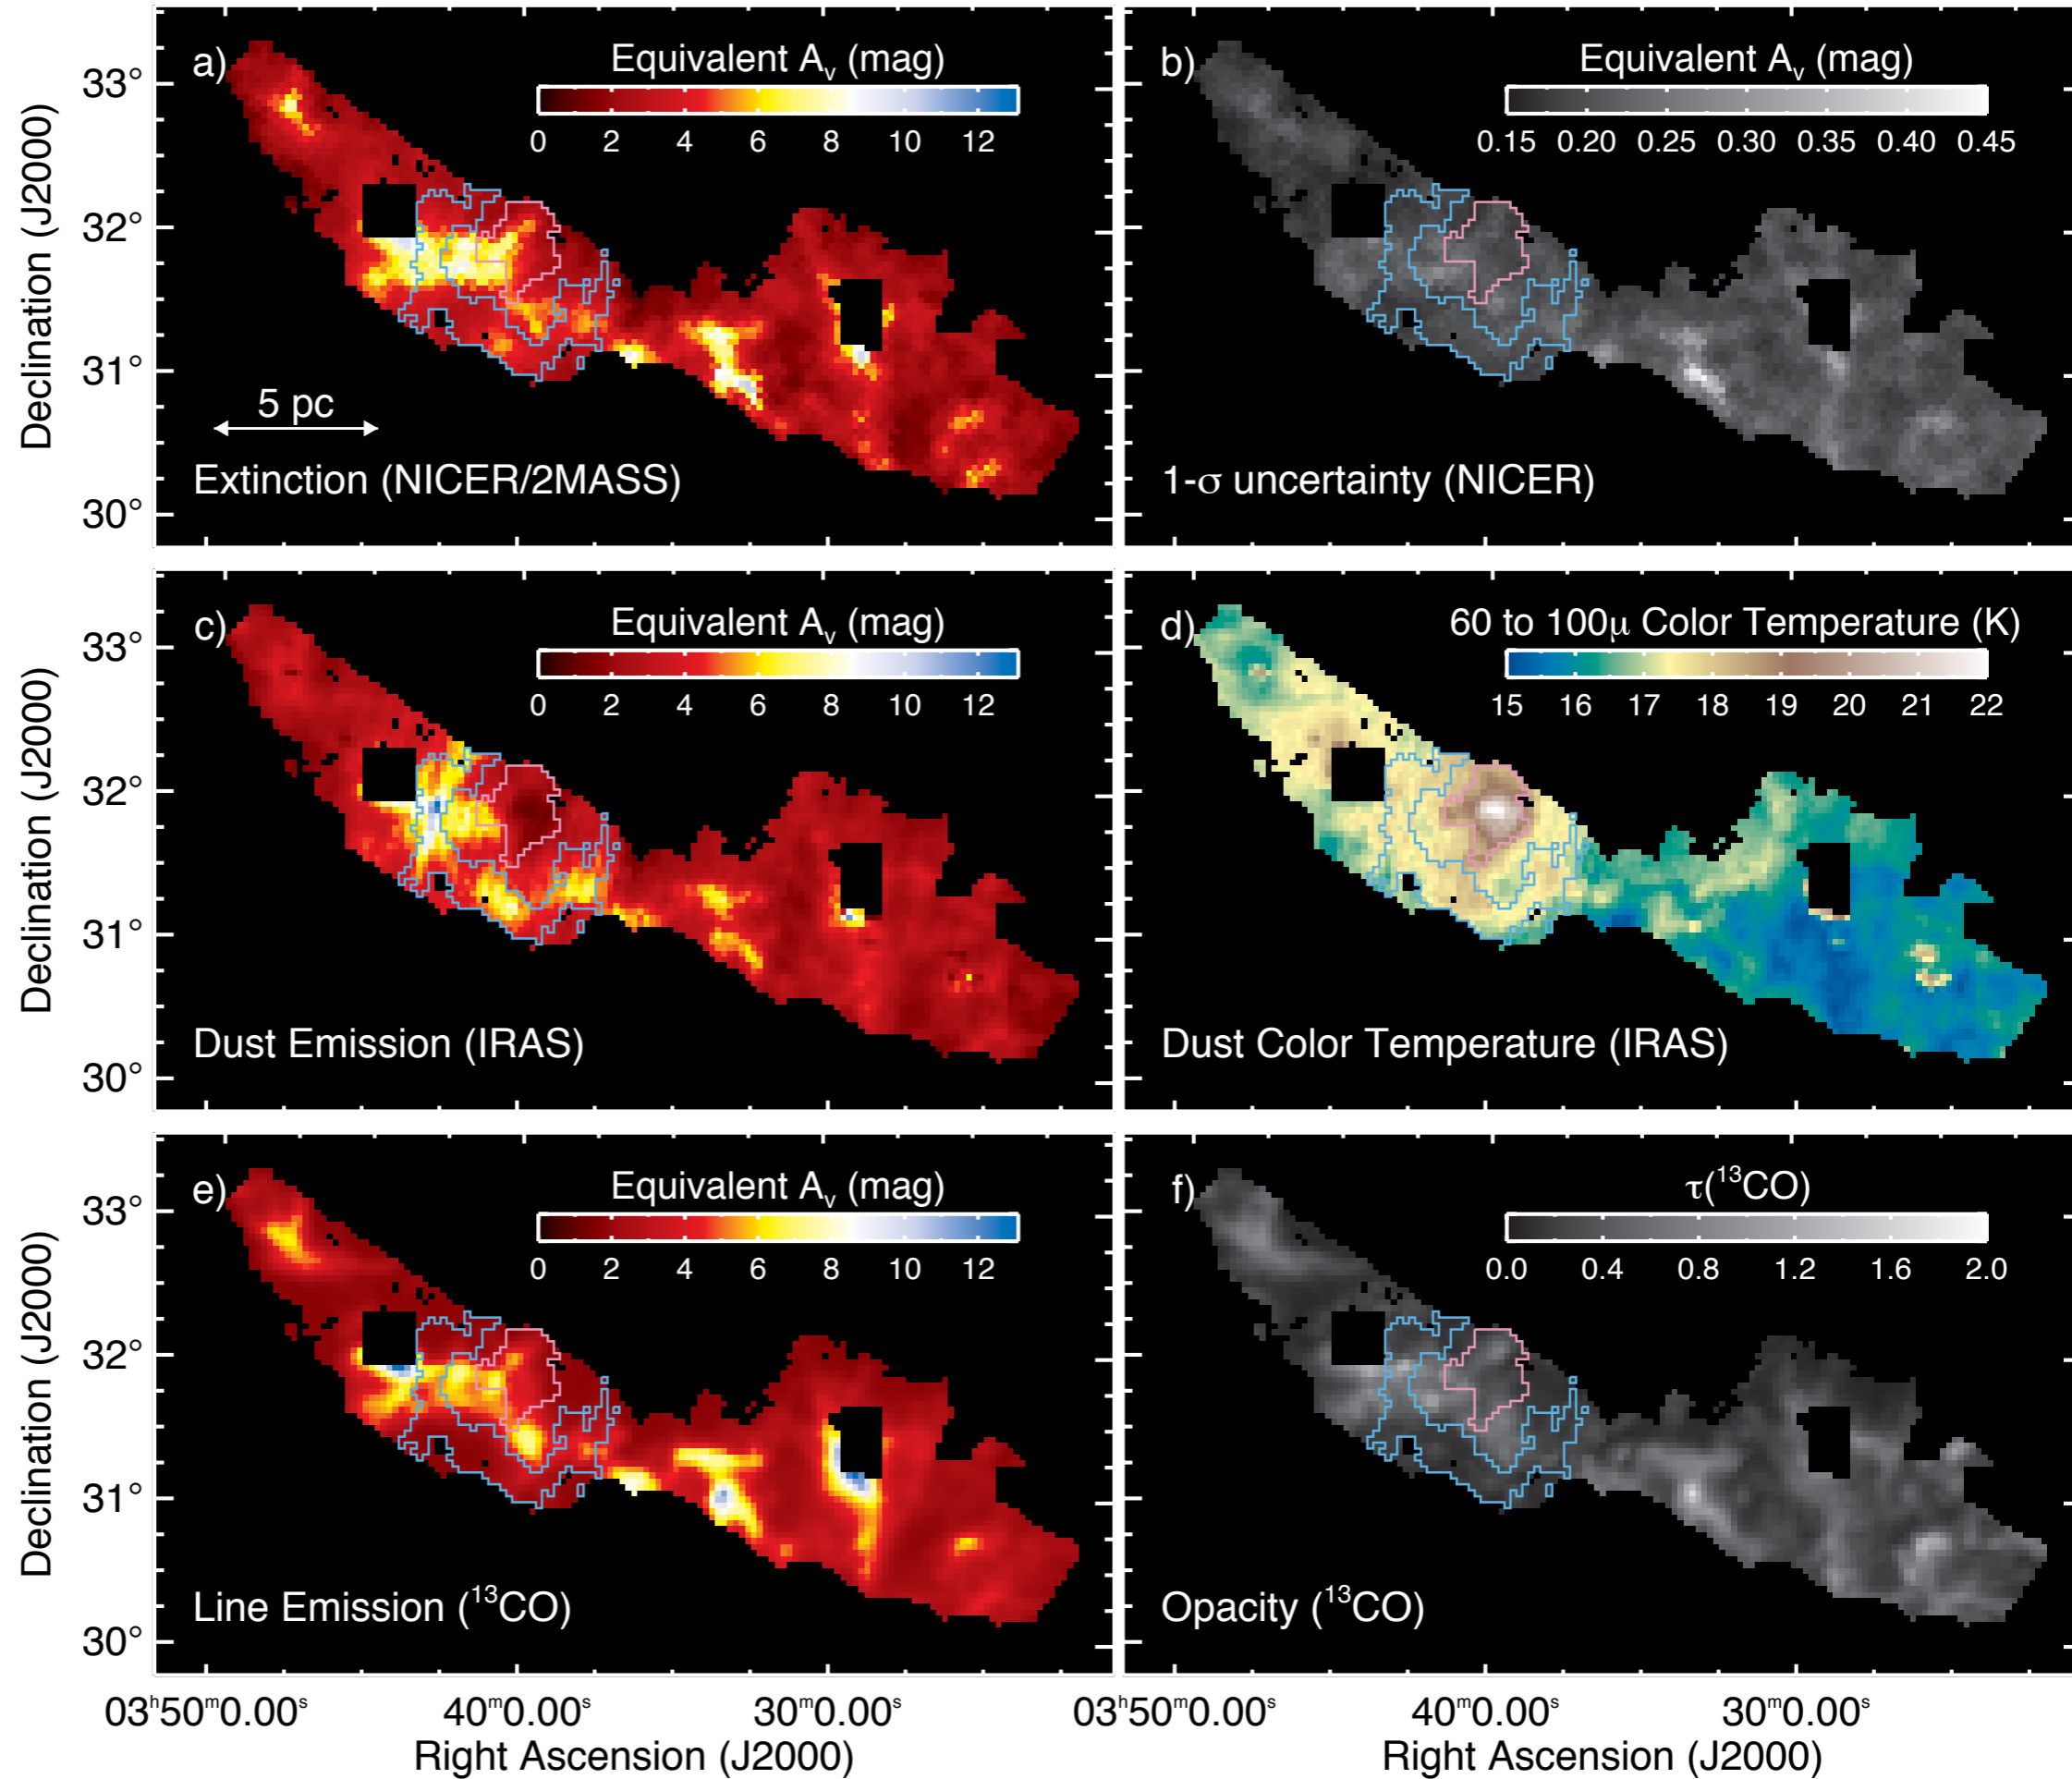 a) Equivalent Aᵥ (mag)
0 2 4 6 8 10 12
5 pc
Extinction (NICER/2MASS)
Declination (J2000)
33°
32°
31°
30°
b) Equivalent Aᵥ (mag)
0.15 0.20 0.25 0.30 0.35 0.40 0.45
1-σ uncertainty (NICER)
c) Equivalent Aᵥ (mag)
0 2 4 6 8 10 12
Dust Emission (IRAS)
Declination (J2000)
33°
32°
31°
30°
d) 60 to 100μ Color Temperature (K)
15 16 17 18 19 20 21 22
Dust Color Temperature (IRAS)
e) Equivalent Aᵥ (mag)
0 2 4 6 8 10 12
Line Emission (¹³CO)
Declination (J2000)
33°
32°
31°
30°
f) τ(¹³CO)
0.0 0.4 0.8 1.2 1.6 2.0
Opacity (¹³CO)
03ʰ50ᵐ0.00ˢ 40ᵐ0.00ˢ 30ᵐ0.00ˢ
Right Ascension (J2000)
03ʰ50ᵐ0.00ˢ 40ᵐ0.00ˢ 30ᵐ0.00ˢ
Right Ascension (J2000)